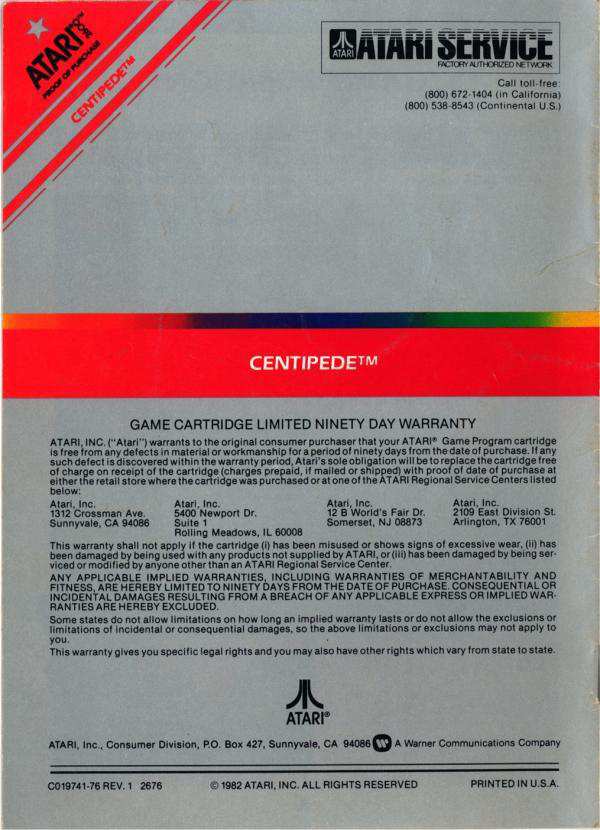 ATARI®
PROOF OF PURCHASE
CENTIPEDE™
ATARI
ATARI SERVICE
FACTORY AUTHORIZED NETWORK
Call toll-free:
(800) 672-1404 (in California)
(800) 538-8543 (Continental U.S.)
CENTIPEDE™
GAME CARTRIDGE LIMITED NINETY DAY WARRANTY
ATARI, INC. ("Atari") warrants to the original consumer purchaser that your ATARI® Game Program cartridge
is free from any defects in material or workmanship for a period of ninety days from the date of purchase. If any
such defect is discovered within the warranty period, Atari's sole obligation will be to replace the cartridge free
of charge on receipt of the cartridge (charges prepaid, if mailed or shipped) with proof of date of purchase at
either the retail store where the cartridge was purchased or at one of the ATARI Regional Service Centers listed
below:
Atari, Inc.
1312 Crossman Ave.
Sunnyvale, CA 94086
Atari, Inc.
5400 Newport Dr.
Suite 1
Rolling Meadows, IL 60008
Atari, Inc.
12 B World's Fair Dr.
Somerset, NJ 08873
Atari, Inc.
2109 East Division St.
Arlington, TX 76001
This warranty shall not apply if the cartridge (i) has been misused or shows signs of excessive wear, (ii) has
been damaged by being used with any products not supplied by ATARI, or (iii) has been damaged by being ser-
viced or modified by anyone other than an ATARI Regional Service Center.
ANY APPLICABLE IMPLIED WARRANTIES, INCLUDING WARRANTIES OF MERCHANTABILITY AND
FITNESS, ARE HEREBY LIMITED TO NINETY DAYS FROM THE DATE OF PURCHASE. CONSEQUENTIAL OR
INCIDENTAL DAMAGES RESULTING FROM A BREACH OF ANY APPLICABLE EXPRESS OR IMPLIED WAR-
RANTIES ARE HEREBY EXCLUDED.
Some states do not allow limitations on how long an implied warranty lasts or do not allow the exclusions or
limitations of incidental or consequential damages, so the above limitations or exclusions may not apply to
you.
This warranty gives you specific legal rights and you may also have other rights which vary from state to state.
ATARI®
ATARI, Inc., Consumer Division, P.O. Box 427, Sunnyvale, CA 94086 A Warner Communications Company
C019741-76 REV. 1 2676 © 1982 ATARI, INC. ALL RIGHTS RESERVED PRINTED IN U.S.A.